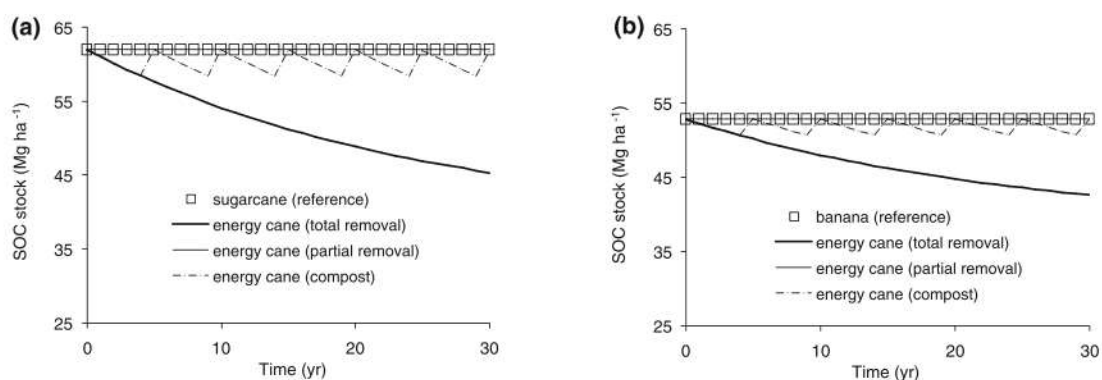 (a)
65
55
45
35
25
SOC stock (Mg ha⁻¹)
sugarcane (reference)
energy cane (total removal)
energy cane (partial removal)
energy cane (compost)
0 10 20 30
Time (yr)
(b)
65
55
45
35
25
SOC stock (Mg ha⁻¹)
banana (reference)
energy cane (total removal)
energy cane (partial removal)
energy cane (compost)
0 10 20 30
Time (yr)